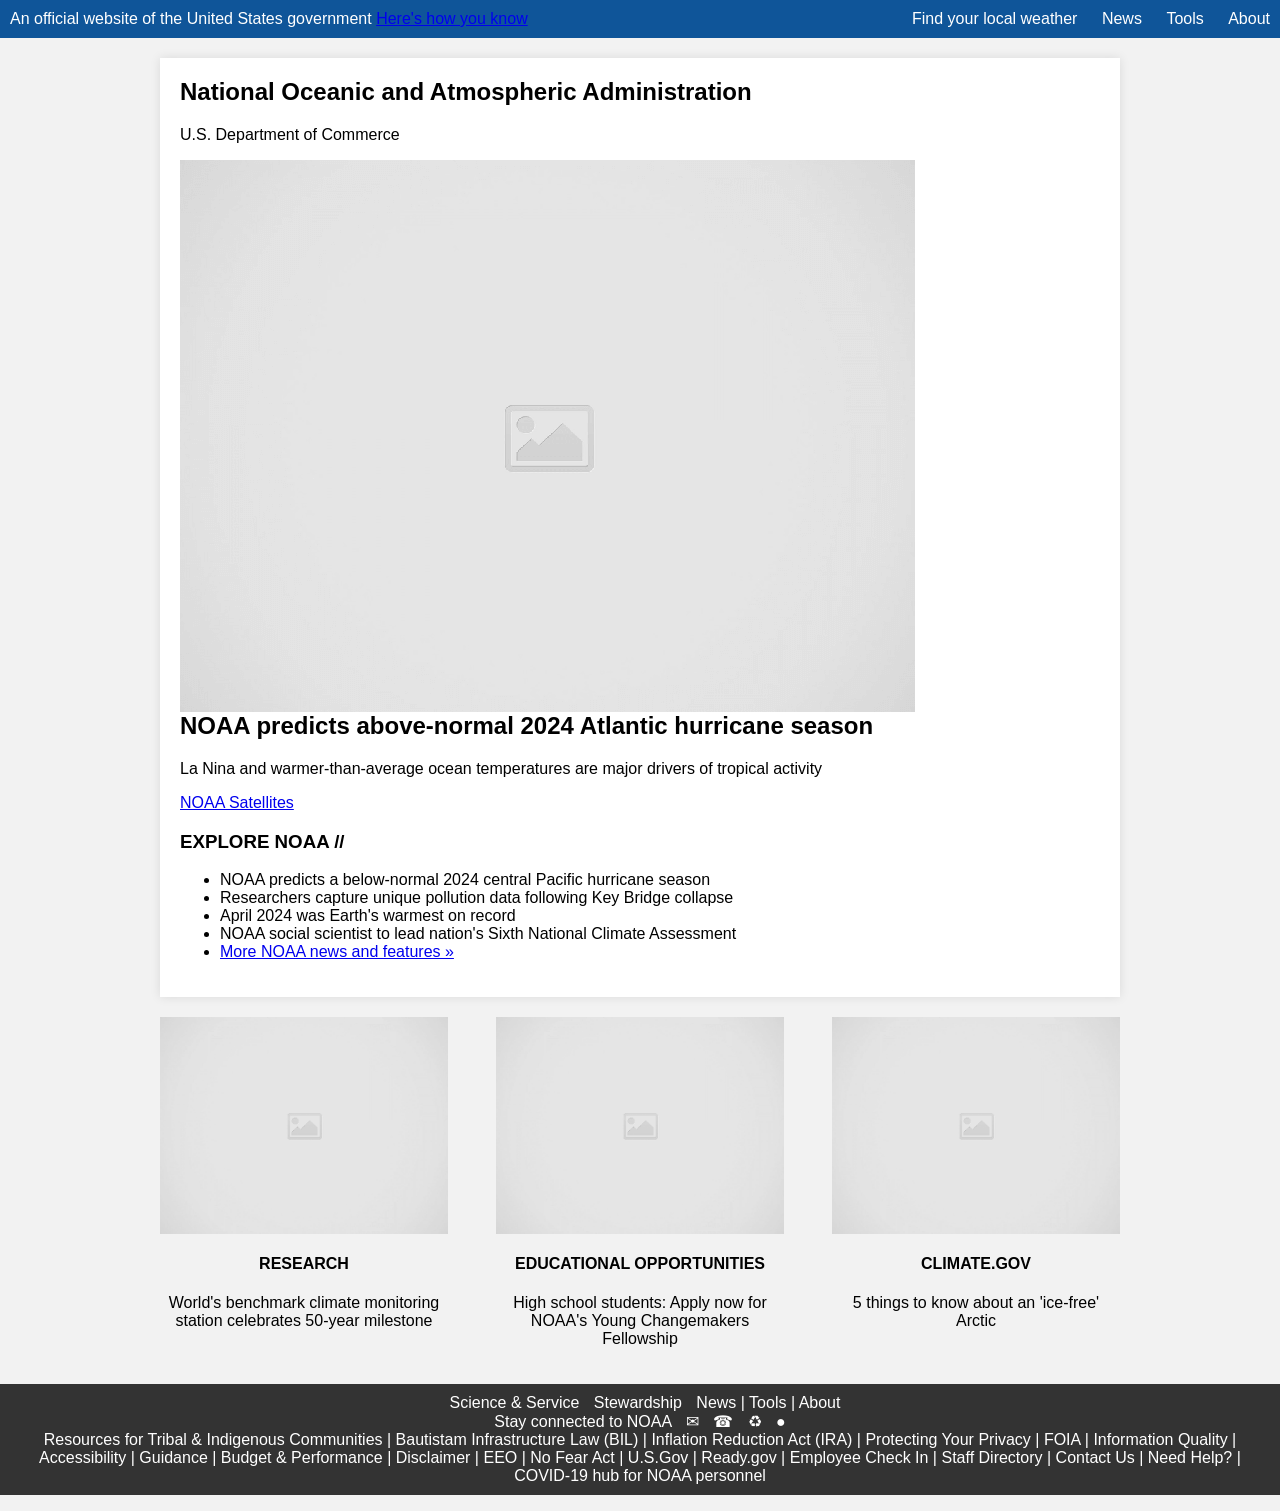 An official website of the United States government Here's how you know
Find your local weather News Tools About
National Oceanic and Atmospheric Administration
U.S. Department of Commerce
NOAA predicts above-normal 2024 Atlantic hurricane season
La Nina and warmer-than-average ocean temperatures are major drivers of tropical activity
NOAA Satellites
EXPLORE NOAA //
• NOAA predicts a below-normal 2024 central Pacific hurricane season
• Researchers capture unique pollution data following Key Bridge collapse
• April 2024 was Earth's warmest on record
• NOAA social scientist to lead nation's Sixth National Climate Assessment
• More NOAA news and features »
RESEARCH
World's benchmark climate monitoring
station celebrates 50-year milestone
EDUCATIONAL OPPORTUNITIES
High school students: Apply now for
NOAA's Young Changemakers
Fellowship
CLIMATE.GOV
5 things to know about an 'ice-free'
Arctic
Science & Service Stewardship News | Tools | About
Stay connected to NOAA ✉ ☎ ♻ ●
Resources for Tribal & Indigenous Communities | Bautistam Infrastructure Law (BIL) | Inflation Reduction Act (IRA) | Protecting Your Privacy | FOIA | Information Quality |
Accessibility | Guidance | Budget & Performance | Disclaimer | EEO | No Fear Act | U.S.Gov | Ready.gov | Employee Check In | Staff Directory | Contact Us | Need Help? |
COVID-19 hub for NOAA personnel